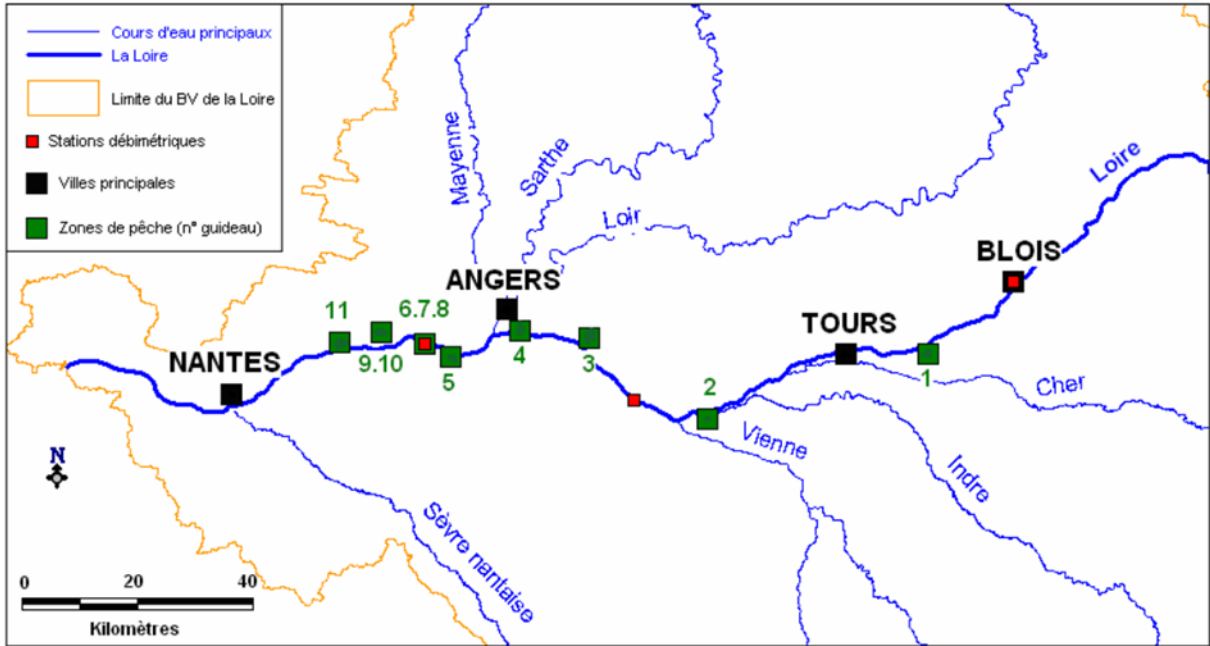 Cours d'eau principaux
La Loire
Limite du BV de la Loire
Stations débimétriques
Villes principales
Zones de pêche (n° guideau)
Mayenne
Sarthe
Loir
Loire
BLOIS
ANGERS
TOURS
NANTES
11
6.7.8
9.10
5
4
3
2
1
Cher
Vienne
Indre
Sèvre nantaise
N
0 20 40
Kilomètres